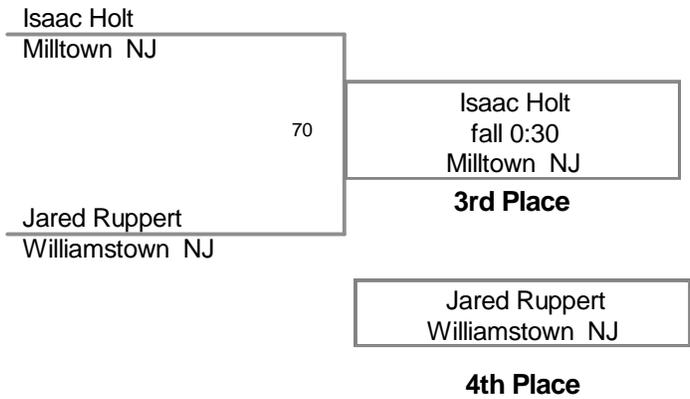 Isaac Holt
Milltown NJ
70
Isaac Holt
fall 0:30
Milltown NJ
3rd Place
Jared Ruppert
Williamstown NJ
Jared Ruppert
Williamstown NJ
4th Place